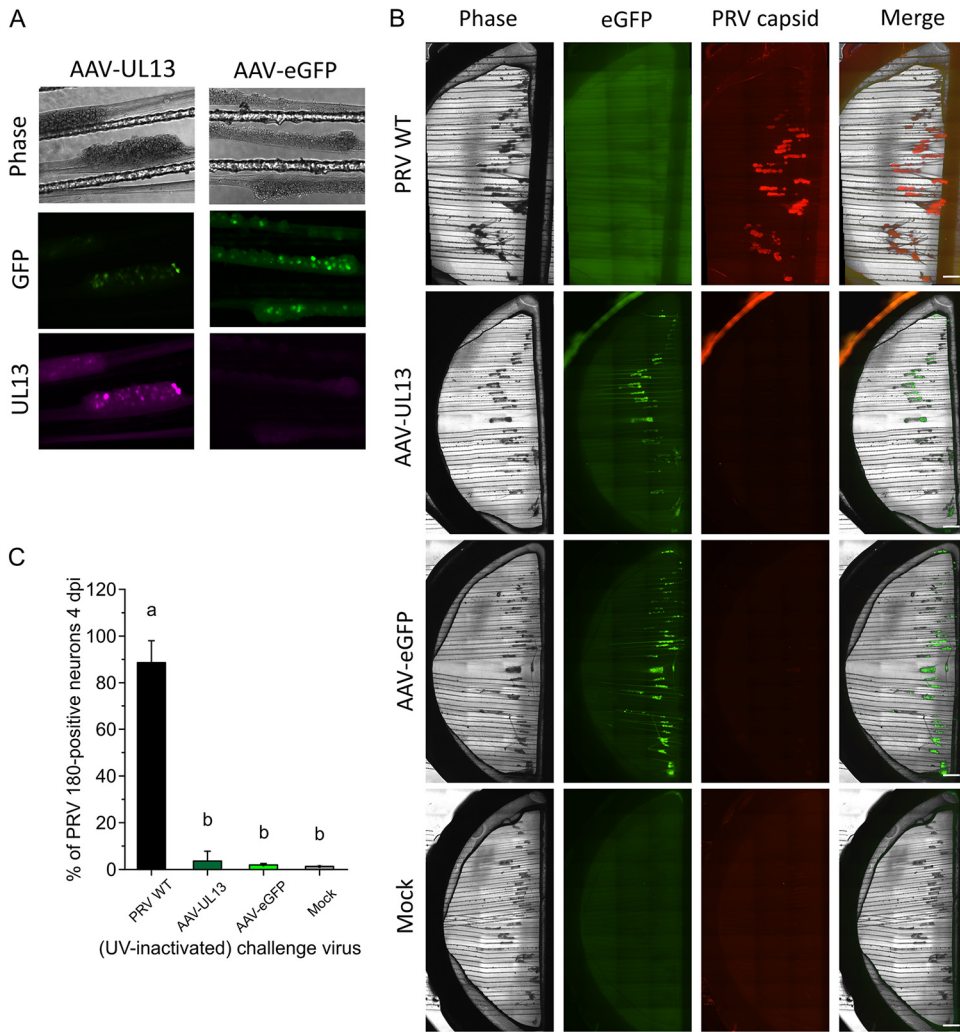 A
AAV-UL13 AAV-eGFP
Phase
GFP
UL13
B
Phase eGFP PRV capsid Merge
PRV WT
AAV-UL13
AAV-eGFP
Mock
C
% of PRV 180-positive neurons 4 dpi
120
100
80
60
40
20
0
a
b
b
b
PRV WT
AAV-UL13
AAV-eGFP
Mock
(UV-inactivated) challenge virus